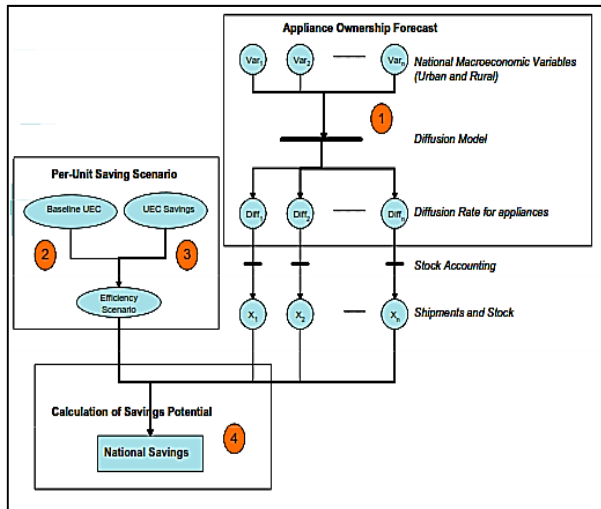 Appliance Ownership Forecast
Var1 Var2 Varn
National Macroeconomic Variables
(Urban and Rural)
1
Diffusion Model
Per-Unit Saving Scenario
Baseline UEC
UEC Savings
Diff1 Diff2 Diffn
Diffusion Rate for appliances
2
3
Stock Accounting
Efficiency
Scenario
X1 X2 Xn
Shipments and Stock
Calculation of Savings Potential
4
National Savings